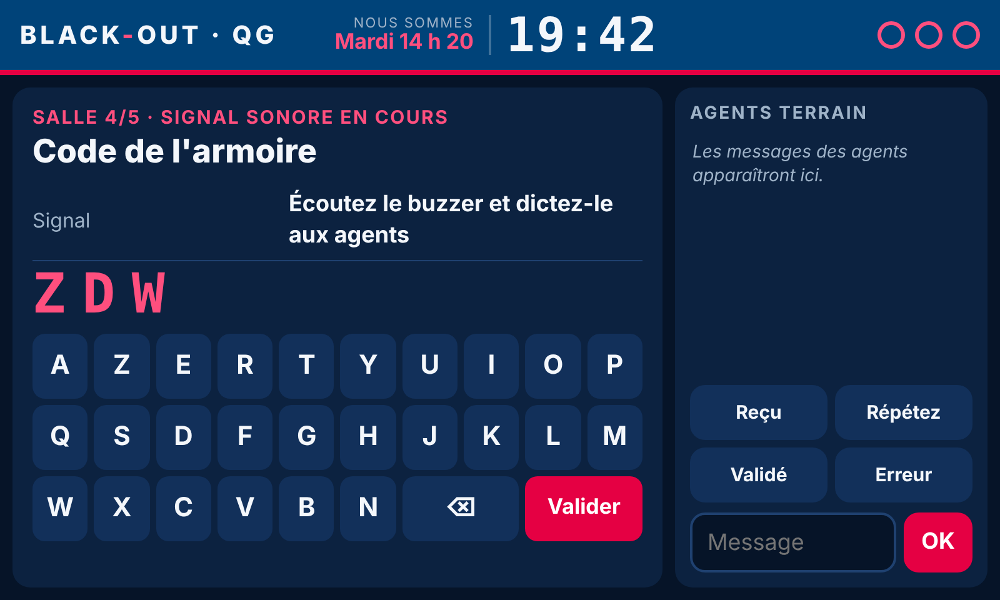 BLACK-OUT · QG
NOUS SOMMES
Mardi 14 h 20
19:42
SALLE 4/5 · SIGNAL SONORE EN COURS
Code de l'armoire
Signal
Écoutez le buzzer et dictez-le
aux agents
Z D W
A Z E R T Y U I O P
Q S D F G H J K L M
W X C V B N Valider
AGENTS TERRAIN
Les messages des agents
apparaîtront ici.
Reçu Répétez
Validé Erreur
Message OK